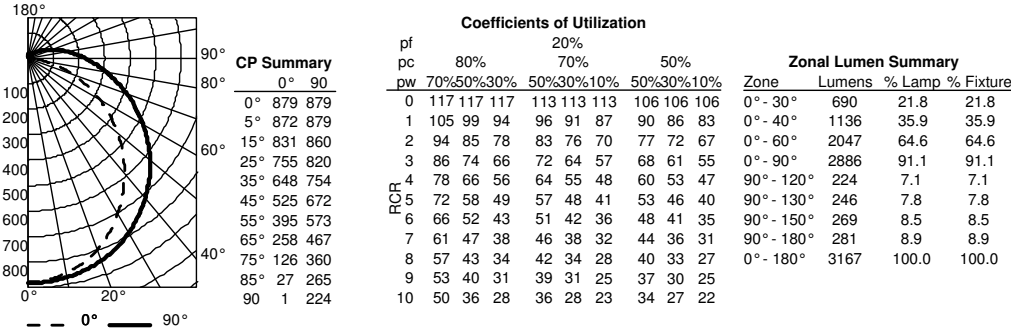 180°
90°
80°
60°
40°
100
200
300
400
500
600
700
800
0° 20°
0° 90°
CP Summary
0° 90
0° 879 879
5° 872 879
15° 831 860
25° 755 820
35° 648 754
45° 525 672
55° 395 573
65° 258 467
75° 126 360
85° 27 265
90 1 224
Coefficients of Utilization
pf 20%
pc 80% 70% 50%
pw 70%50%30% 50%30%10% 50%30%10%
RCR
0 117 117 117 113 113 113 106 106 106
1 105 99 94 96 91 87 90 86 83
2 94 85 78 83 76 70 77 72 67
3 86 74 66 72 64 57 68 61 55
4 78 66 56 64 55 48 60 53 47
5 72 58 49 57 48 41 53 46 40
6 66 52 43 51 42 36 48 41 35
7 61 47 38 46 38 32 44 36 31
8 57 43 34 42 34 28 40 33 27
9 53 40 31 39 31 25 37 30 25
10 50 36 28 36 28 23 34 27 22
Zonal Lumen Summary
Zone Lumens % Lamp % Fixture
0° - 30° 690 21.8 21.8
0° - 40° 1136 35.9 35.9
0° - 60° 2047 64.6 64.6
0° - 90° 2886 91.1 91.1
90° - 120° 224 7.1 7.1
90° - 130° 246 7.8 7.8
90° - 150° 269 8.5 8.5
90° - 180° 281 8.9 8.9
0° - 180° 3167 100.0 100.0